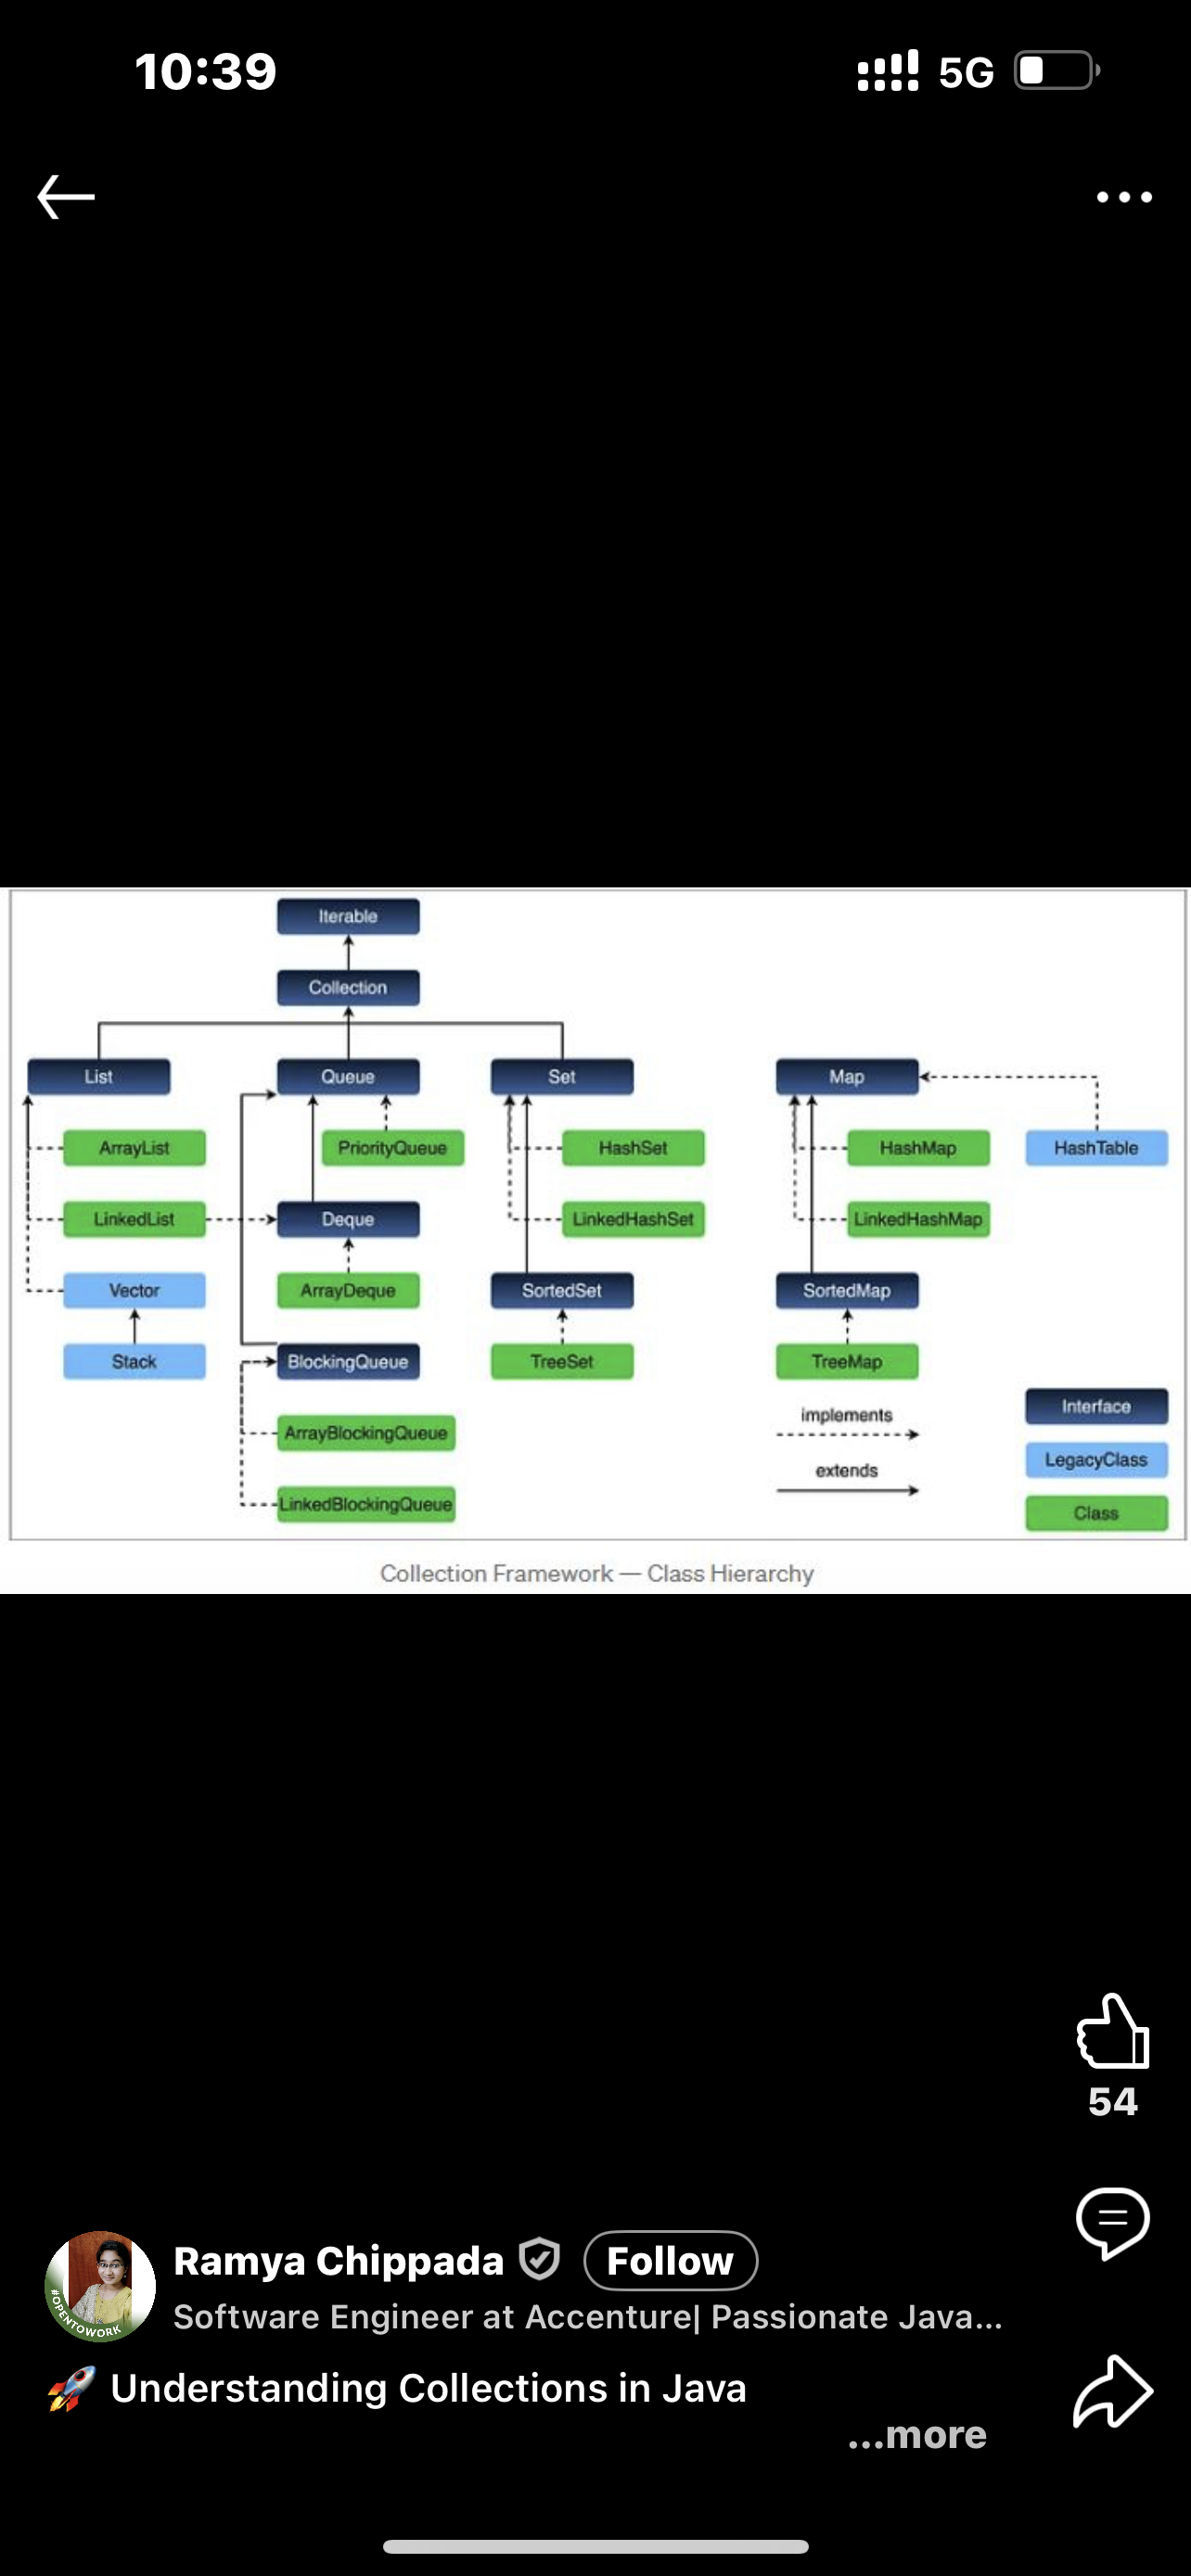 10:39
5G
Iterable
Collection
List
Queue
Set
Map
ArrayList
PriorityQueue
HashSet
HashMap
HashTable
LinkedList
Deque
LinkedHashSet
LinkedHashMap
Vector
ArrayDeque
SortedSet
SortedMap
Stack
BlockingQueue
TreeSet
TreeMap
implements
Interface
ArrayBlockingQueue
LegacyClass
extends
LinkedBlockingQueue
Class
Collection Framework — Class Hierarchy
54
Ramya Chippada
Follow
#OPENTOWORK
Software Engineer at Accenture| Passionate Java...
🚀 Understanding Collections in Java
...more